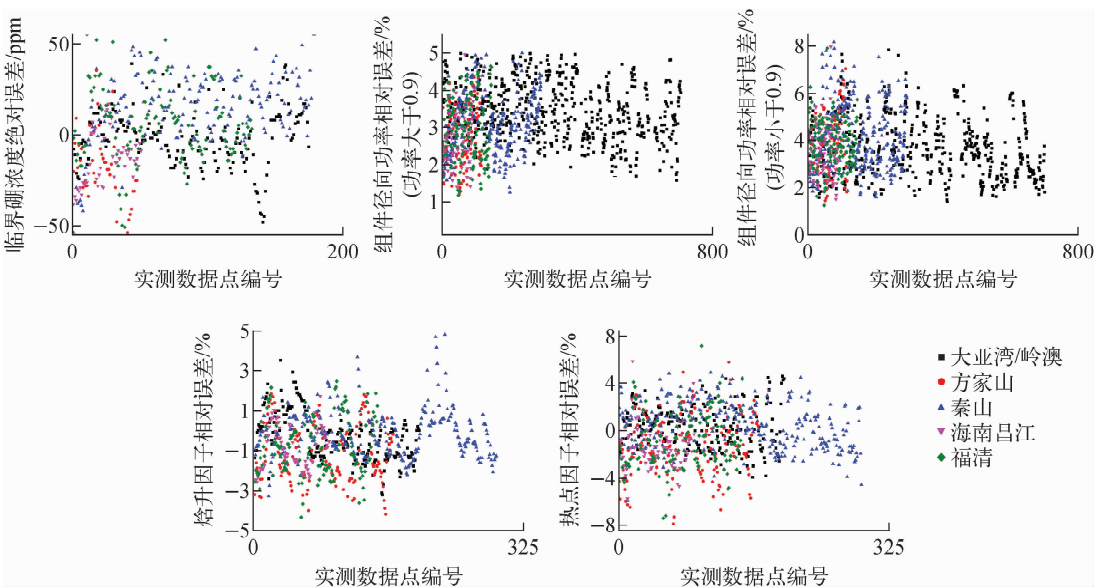 临界硼浓度绝对误差/ppm
50
0
−50
0
200
实测数据点编号
组件径向功率相对误差/%
(功率大于0.9)
5
4
3
2
1
0
800
实测数据点编号
组件径向功率相对误差/%
(功率小于0.9)
8
6
4
2
0
0
800
实测数据点编号
焓升因子相对误差/%
5
3
1
−1
−3
−5
0
325
实测数据点编号
热点因子相对误差/%
8
4
0
−4
−8
0
325
实测数据点编号
大亚湾/岭澳
方家山
秦山
海南昌江
福清